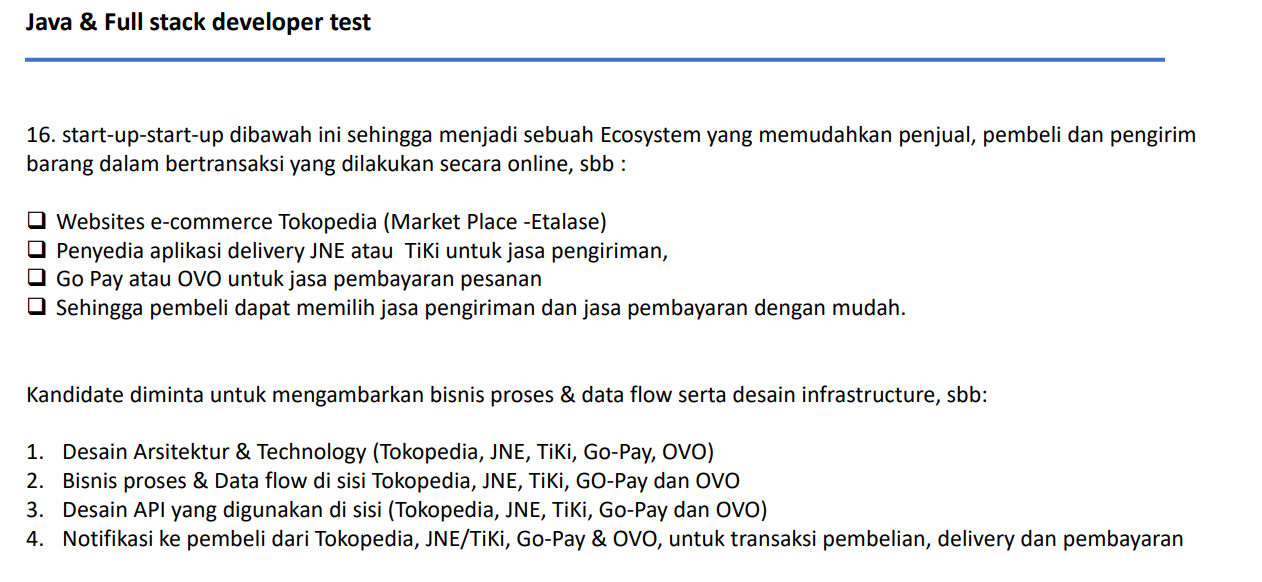 Java & Full stack developer test
16. start-up-start-up dibawah ini sehingga menjadi sebuah Ecosystem yang memudahkan penjual, pembeli dan pengirim
barang dalam bertransaksi yang dilakukan secara online, sbb :
❑ Websites e-commerce Tokopedia (Market Place -Etalase)
❑ Penyedia aplikasi delivery JNE atau  TiKi untuk jasa pengiriman,
❑ Go Pay atau OVO untuk jasa pembayaran pesanan
❑ Sehingga pembeli dapat memilih jasa pengiriman dan jasa pembayaran dengan mudah.
Kandidate diminta untuk mengambarkan bisnis proses & data flow serta desain infrastructure, sbb:
1. Desain Arsitektur & Technology (Tokopedia, JNE, TiKi, Go-Pay, OVO)
2. Bisnis proses & Data flow di sisi Tokopedia, JNE, TiKi, GO-Pay dan OVO
3. Desain API yang digunakan di sisi (Tokopedia, JNE, TiKi, Go-Pay dan OVO)
4. Notifikasi ke pembeli dari Tokopedia, JNE/TiKi, Go-Pay & OVO, untuk transaksi pembelian, delivery dan pembayaran